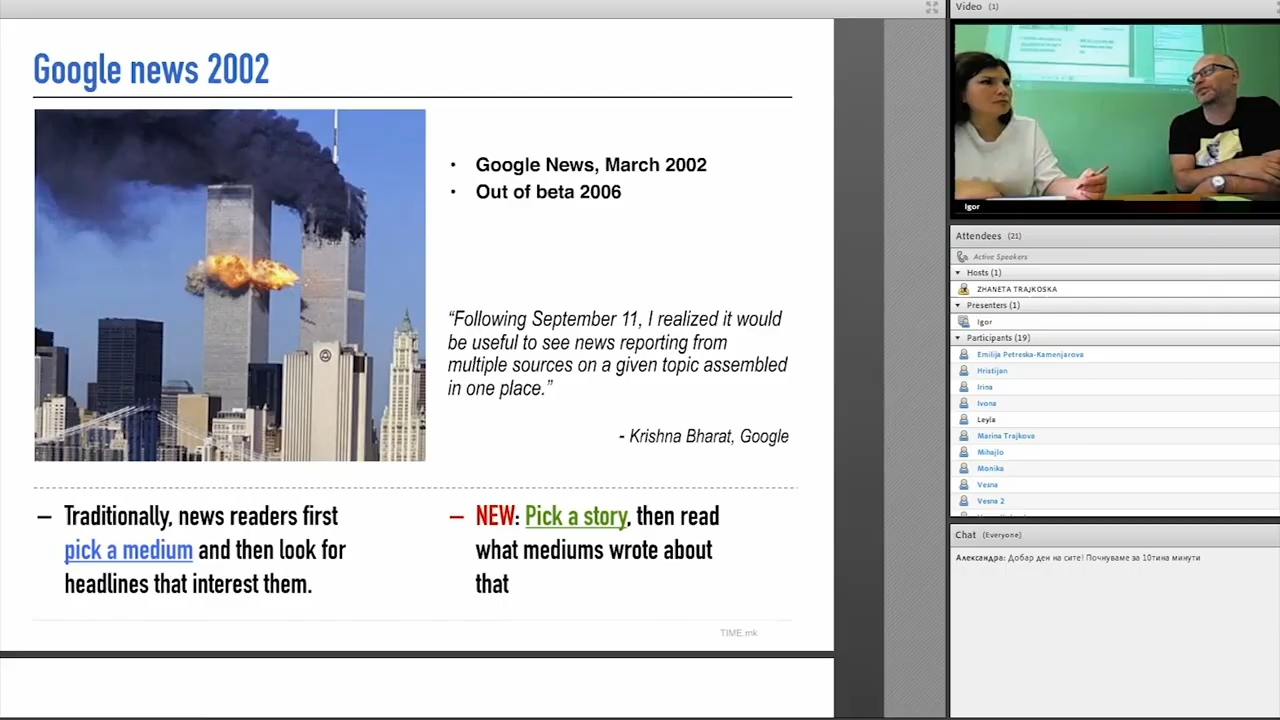 Google news 2002
• Google News, March 2002
• Out of beta 2006
“Following September 11, I realized it would
be useful to see news reporting from
multiple sources on a given topic assembled
in one place.”
- Krishna Bharat, Google
– Traditionally, news readers first
pick a medium and then look for
headlines that interest them.
– NEW: Pick a story, then read
what mediums wrote about
that
TIME.mk
Video (1)
Igor
Attendees (21)
Active Speakers
Hosts (1)
ZHANETA TRAJKOSKA
Presenters (1)
Igor
Participants (19)
Emilija Petreska-Kamenjarova
Hristijan
Irina
Ivona
Leyla
Marina Trajkova
Mihajlo
Monika
Vesna
Vesna 2
Chat (Everyone)
Александра: Добар ден на сите! Почнуваме за 10тина минути